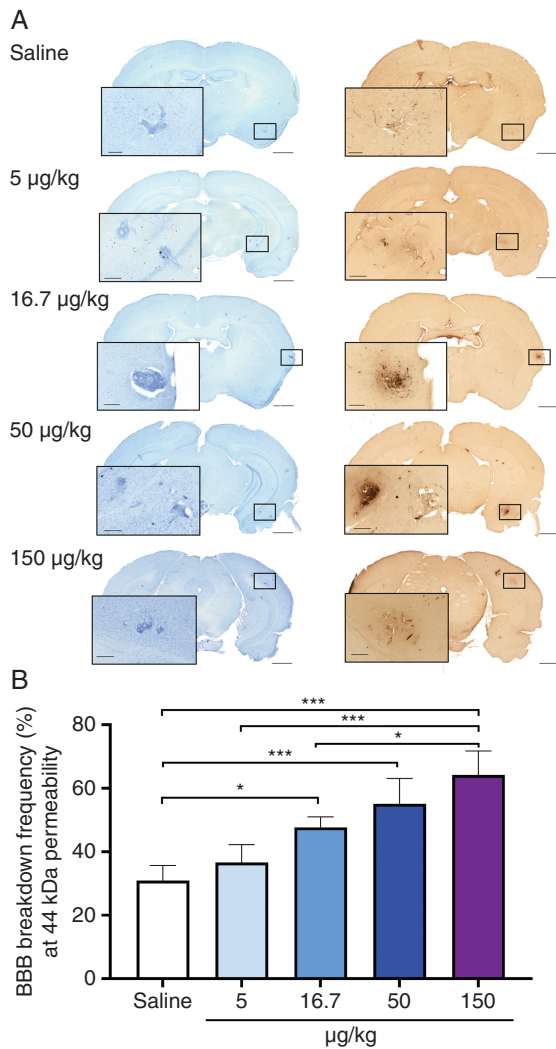 A
Saline
5 µg/kg
16.7 µg/kg
50 µg/kg
150 µg/kg
B
BBB breakdown frequency (%)
at 44 kDa permeability
80
60
40
20
0
***
***
*
***
*
Saline
5
16.7
50
150
µg/kg